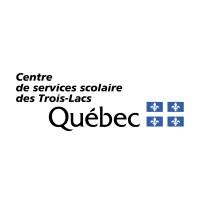 Centre
de services scolaire
des Trois-Lacs
Québec